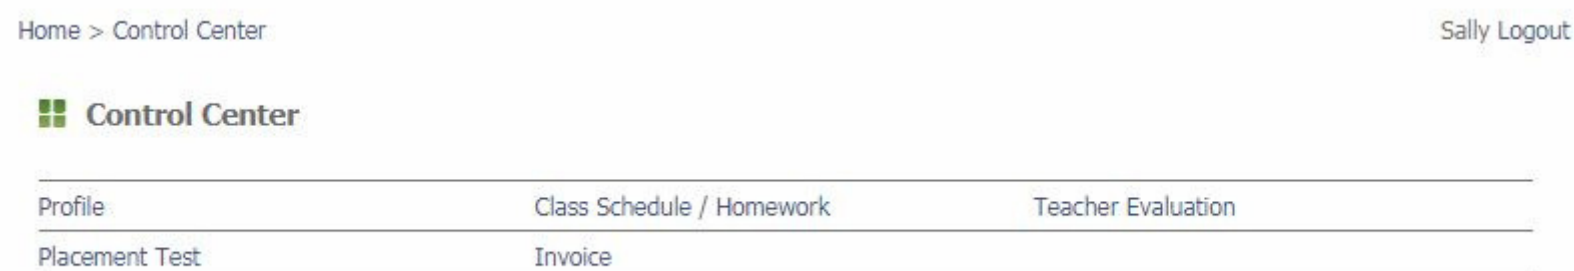 Home > Control Center Sally Logout
Control Center
Profile Class Schedule / Homework Teacher Evaluation
Placement Test Invoice